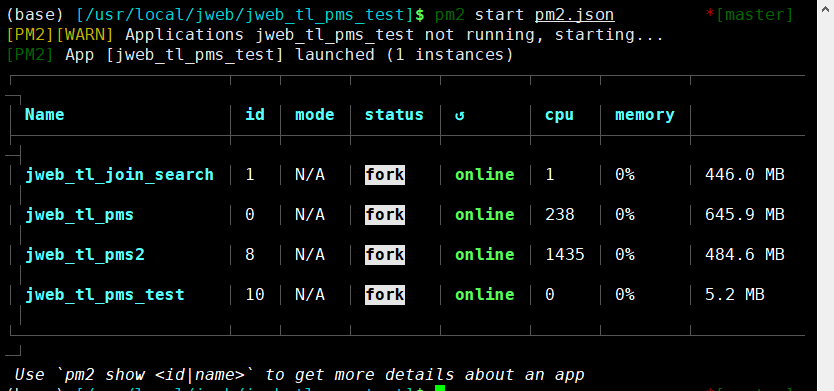 (base) [/usr/local/jweb/jweb_tl_pms_test]$ pm2 start pm2.json *[master]
[PM2][WARN] Applications jweb_tl_pms_test not running, starting...
[PM2] App [jweb_tl_pms_test] launched (1 instances)
Name id mode status ↺ cpu memory
jweb_tl_join_search 1 N/A fork online 1 0% 446.0 MB
jweb_tl_pms 0 N/A fork online 238 0% 645.9 MB
jweb_tl_pms2 8 N/A fork online 1435 0% 484.6 MB
jweb_tl_pms_test 10 N/A fork online 0 0% 5.2 MB
Use `pm2 show <id|name>` to get more details about an app